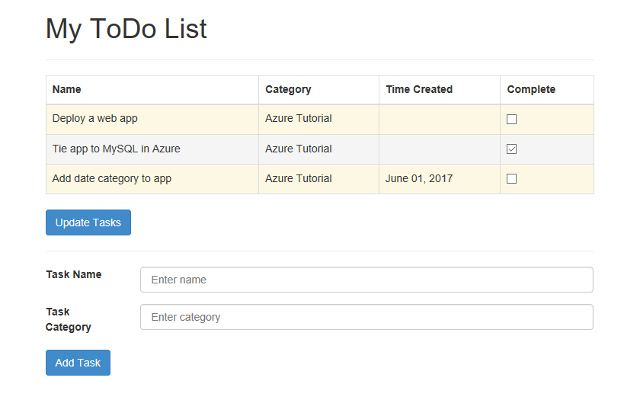 My ToDo List
Name Category Time Created Complete
Deploy a web app Azure Tutorial
Tie app to MySQL in Azure Azure Tutorial
Add date category to app Azure Tutorial June 01, 2017
Update Tasks
Task Name Enter name
Task
Category Enter category
Add Task